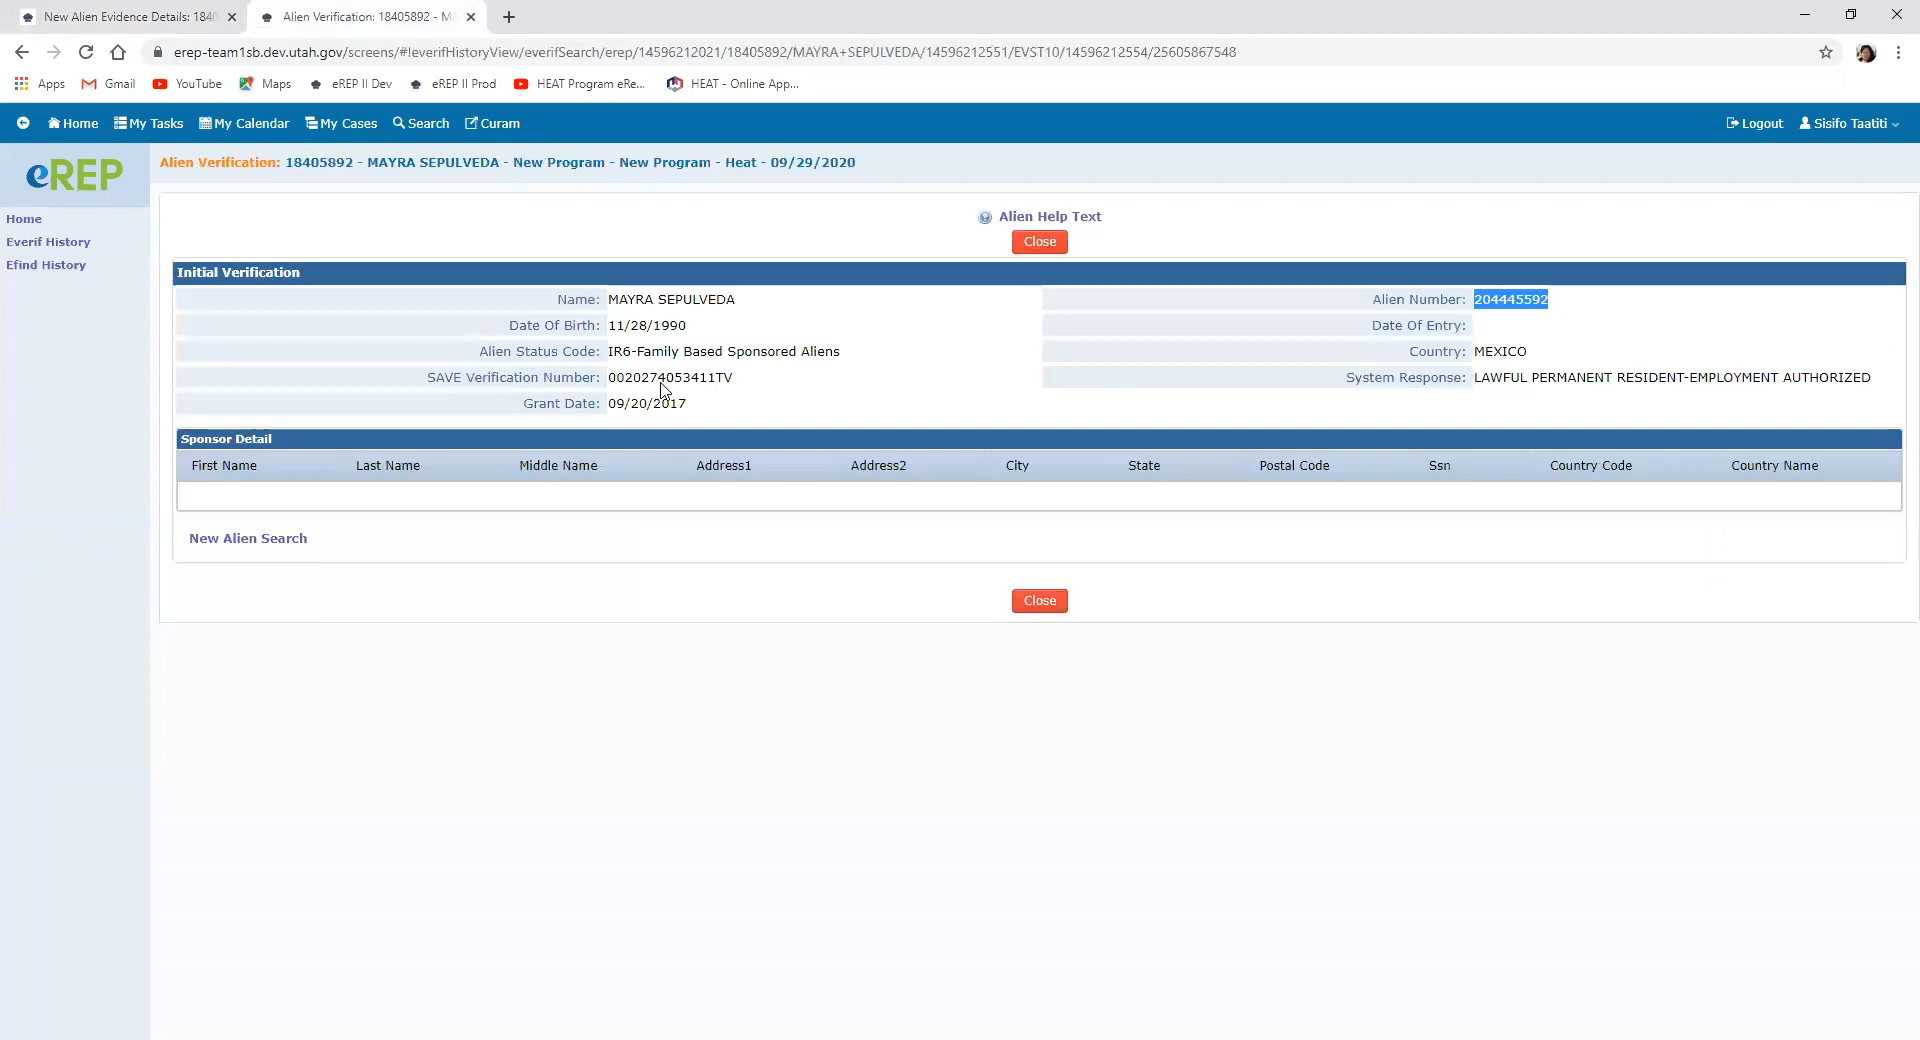 New Alien Evidence Details: 1840
Alien Verification: 18405892 - MA
erep-team1sb.dev.utah.gov/screens/#!everifHistoryView/everifSearch/erep/14596212021/18405892/MAYRA+SEPULVEDA/14596212551/EVST10/14596212554/25605867548
Apps Gmail YouTube Maps eREP II Dev eREP II Prod HEAT Program eRe... HEAT - Online App...
Home My Tasks My Calendar My Cases Search Curam Logout Sisifo Taatiti
eREP
Home
Everif History
Efind History
Alien Verification: 18405892 - MAYRA SEPULVEDA - New Program - New Program - Heat - 09/29/2020
Alien Help Text
Close
Initial Verification
Name: MAYRA SEPULVEDA Alien Number: 204445592
Date Of Birth: 11/28/1990 Date Of Entry:
Alien Status Code: IR6-Family Based Sponsored Aliens Country: MEXICO
SAVE Verification Number: 0020274053411TV System Response: LAWFUL PERMANENT RESIDENT-EMPLOYMENT AUTHORIZED
Grant Date: 09/20/2017
Sponsor Detail
First Name Last Name Middle Name Address1 Address2 City State Postal Code Ssn Country Code Country Name
New Alien Search
Close